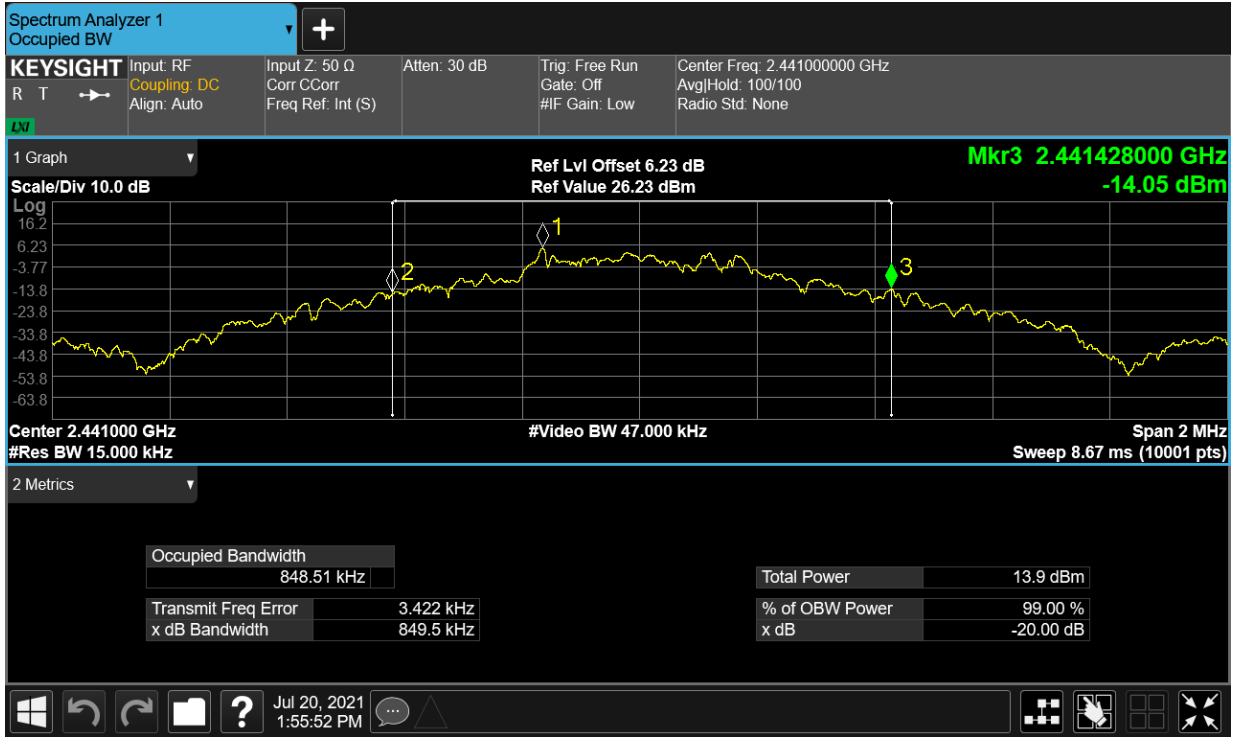 Spectrum Analyzer 1
Occupied BW
KEYSIGHT
R T
LXI
Input: RF
Coupling: DC
Align: Auto
Input Z: 50 Ω
Corr CCorr
Freq Ref: Int (S)
Atten: 30 dB
Trig: Free Run
Gate: Off
#IF Gain: Low
Center Freq: 2.441000000 GHz
Avg|Hold: 100/100
Radio Std: None
1 Graph
Ref Lvl Offset 6.23 dB
Mkr3 2.441428000 GHz
Scale/Div 10.0 dB
Ref Value 26.23 dBm
-14.05 dBm
Log
16.2
6.23
-3.77
-13.8
-23.8
-33.8
-43.8
-53.8
-63.8
1
2
3
Center 2.441000 GHz
#Video BW 47.000 kHz
Span 2 MHz
#Res BW 15.000 kHz
Sweep 8.67 ms (10001 pts)
2 Metrics
Occupied Bandwidth
848.51 kHz
Total Power 13.9 dBm
Transmit Freq Error 3.422 kHz
% of OBW Power 99.00 %
x dB Bandwidth 849.5 kHz
x dB -20.00 dB
?
Jul 20, 2021
1:55:52 PM